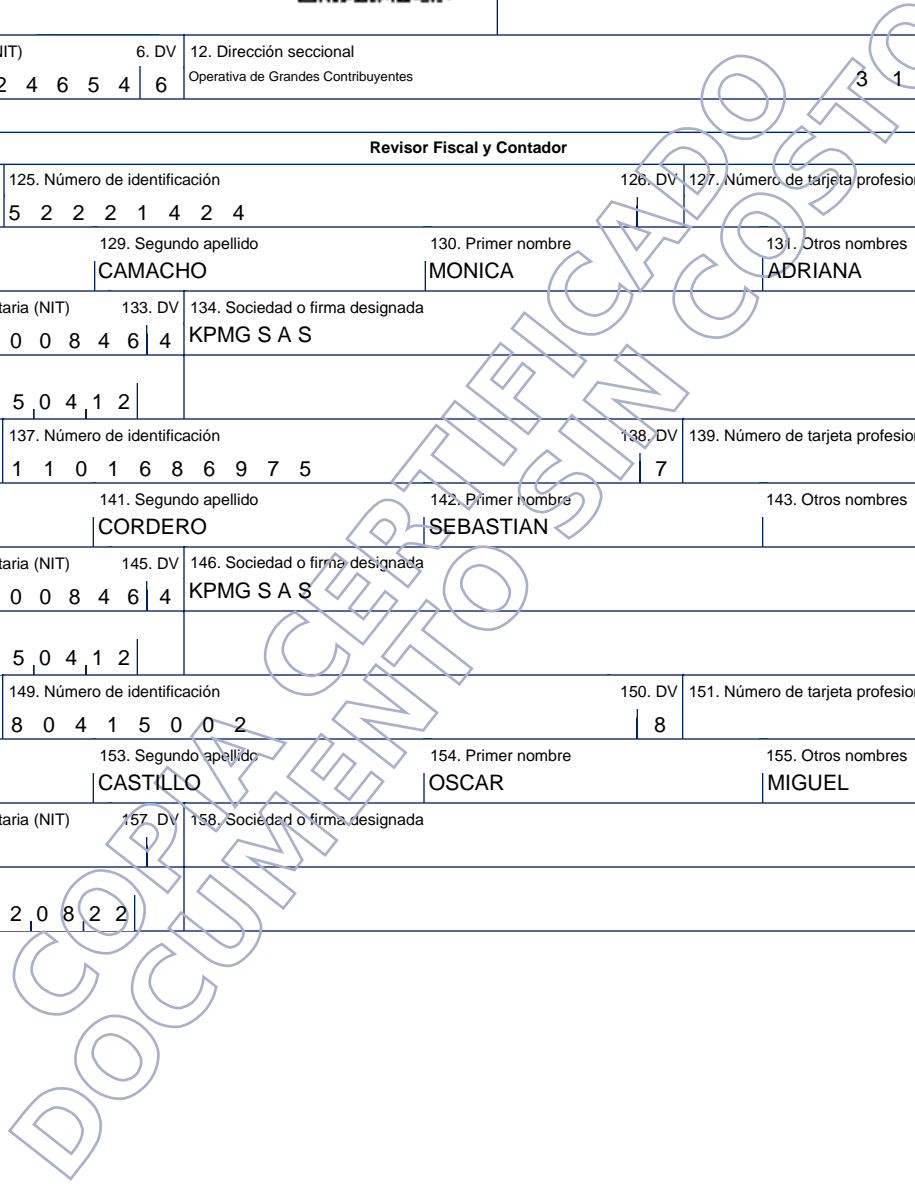 IT) 6. DV 12. Dirección seccional
2 4 6 5 4 6 Operativa de Grandes Contribuyentes 3 1
Revisor Fiscal y Contador
125. Número de identificación 126. DV 127. Número de tarjeta profesion
5 2 2 2 1 4 2 4
129. Segundo apellido 130. Primer nombre 131. Otros nombres
CAMACHO MONICA ADRIANA
taria (NIT) 133. DV 134. Sociedad o firma designada
0 0 8 4 6 4 KPMG S A S
5 0 4 1 2
137. Número de identificación 138. DV 139. Número de tarjeta profesion
1 1 0 1 6 8 6 9 7 5 7
141. Segundo apellido 142. Primer nombre 143. Otros nombres
CORDERO SEBASTIAN
taria (NIT) 145. DV 146. Sociedad o firma designada
0 0 8 4 6 4 KPMG S A S
5 0 4 1 2
149. Número de identificación 150. DV 151. Número de tarjeta profesion
8 0 4 1 5 0 0 2 8
153. Segundo apellido 154. Primer nombre 155. Otros nombres
CASTILLO OSCAR MIGUEL
taria (NIT) 157. DV 158. Sociedad o firma designada
2 0 8 2 2
COPIA CERTIFICADO
DOCUMENTO SIN COSTO